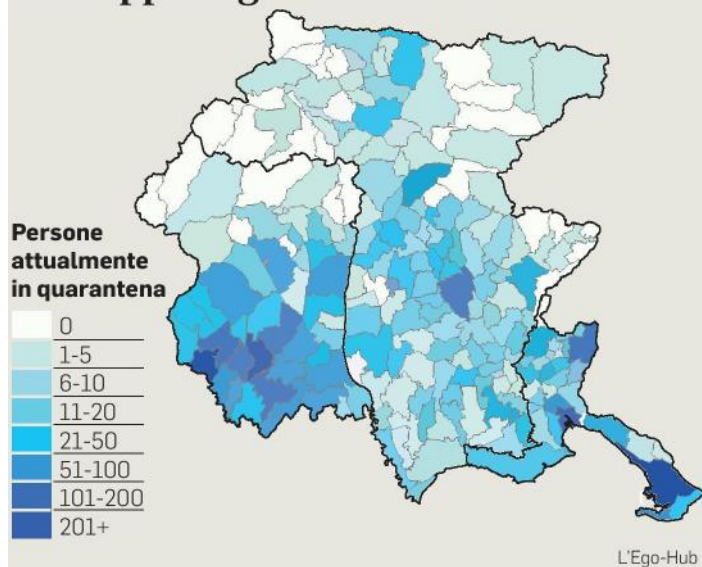 Persone
attualmente
in quarantena
0
1-5
6-10
11-20
21-50
51-100
101-200
201+
L'Ego-Hub